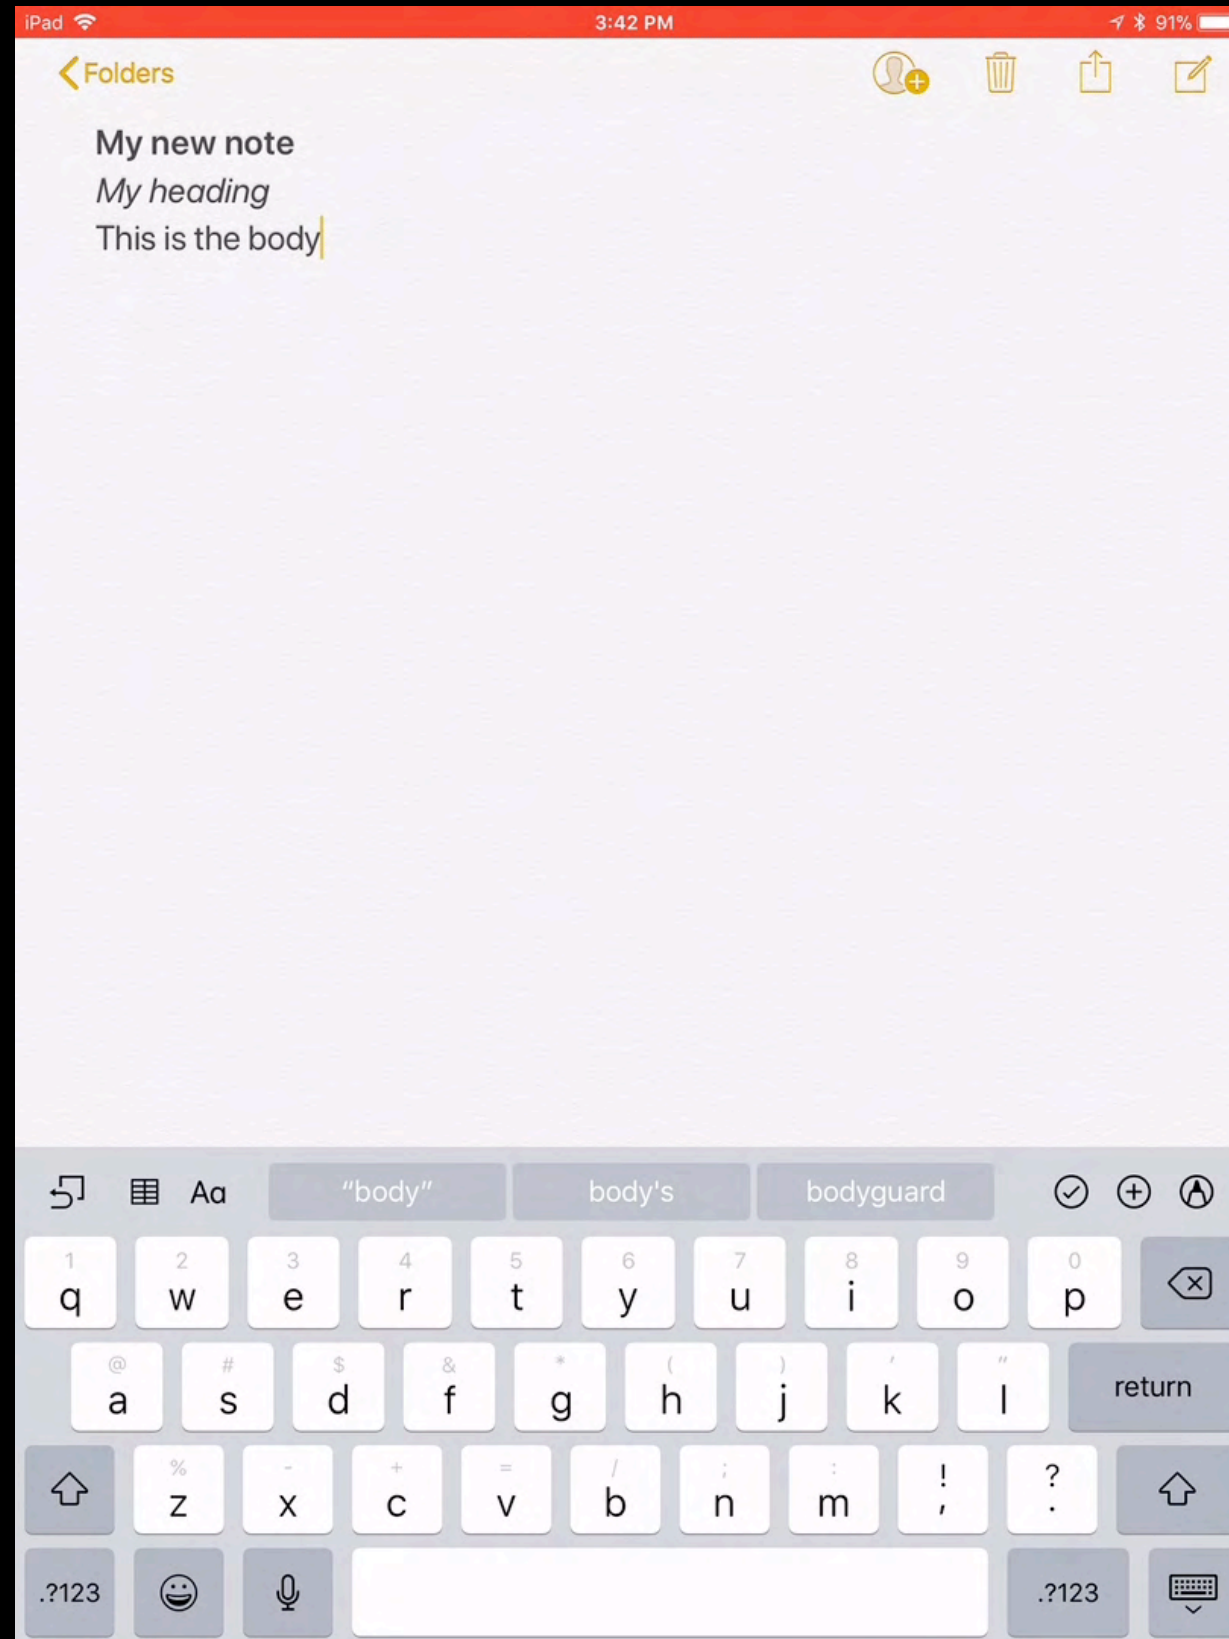 iPad 3:42 PM 91%
Folders
My new note
My heading
This is the body
Aa "body" body's bodyguard
1 2 3 4 5 6 7 8 9 0
q w e r t y u i o p
@ # $ & * ( ) ' "
a s d f g h j k l return
% - + = / ; : ! ?
z x c v b n m , .
.?123 .?123